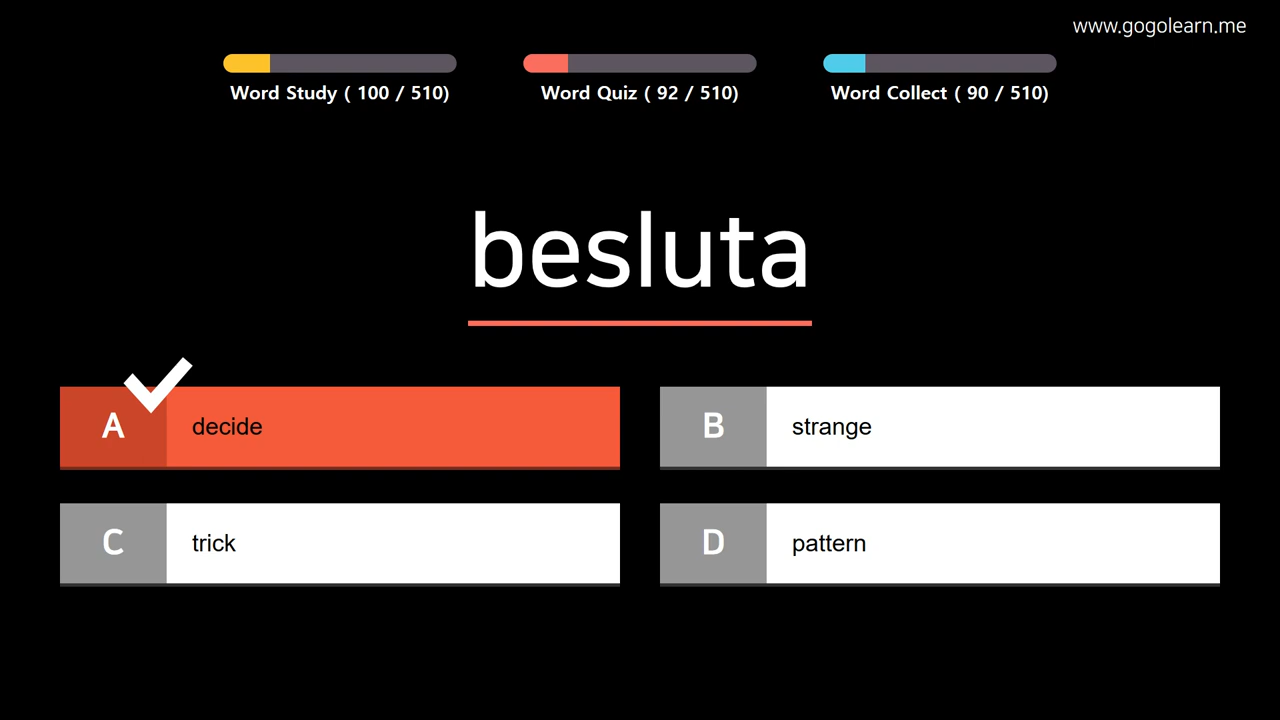 www.gogolearn.me
Word Study ( 100 / 510)
Word Quiz ( 92 / 510)
Word Collect ( 90 / 510)
besluta
A decide
B strange
C trick
D pattern